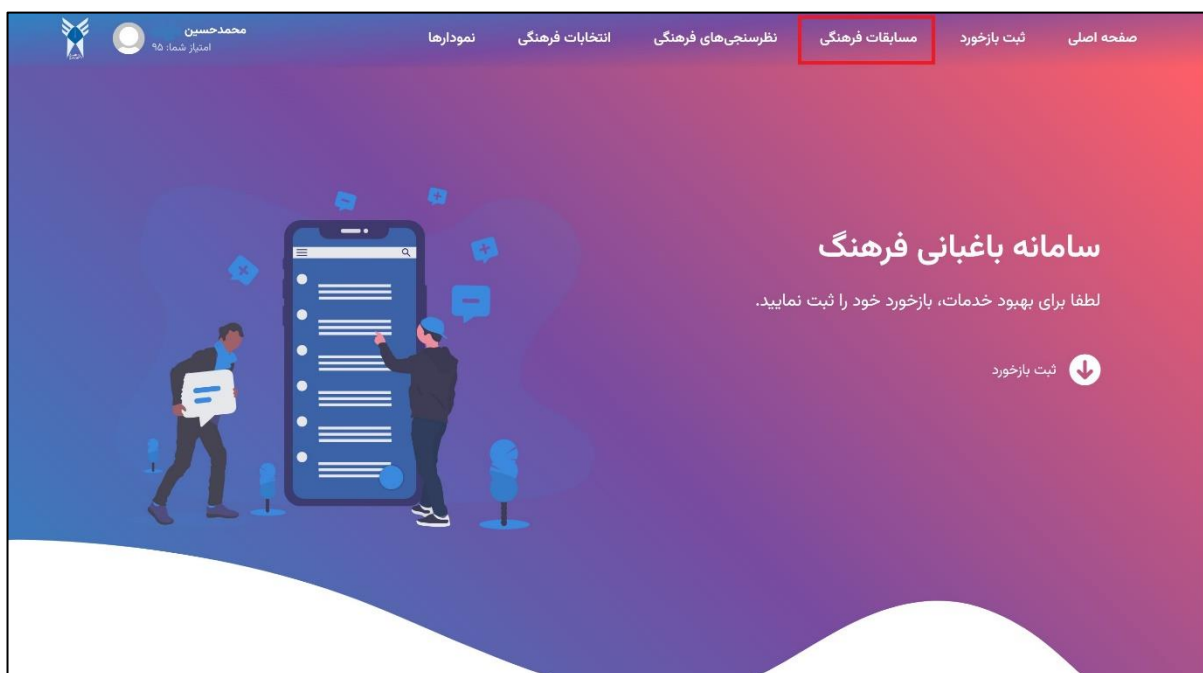 صفحه اصلی
ثبت بازخورد
مسابقات فرهنگی
نظرسنجی‌های فرهنگی
انتخابات فرهنگی
نمودارها
محمدحسین
امتیاز شما: ۹۵
سامانه باغبانی فرهنگ
لطفا برای بهبود خدمات، بازخورد خود را ثبت نمایید.
ثبت بازخورد